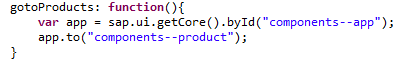 gotoProducts: function(){
    var app = sap.ui.getCore().byId("components--app");
    app.to("components--product");
}